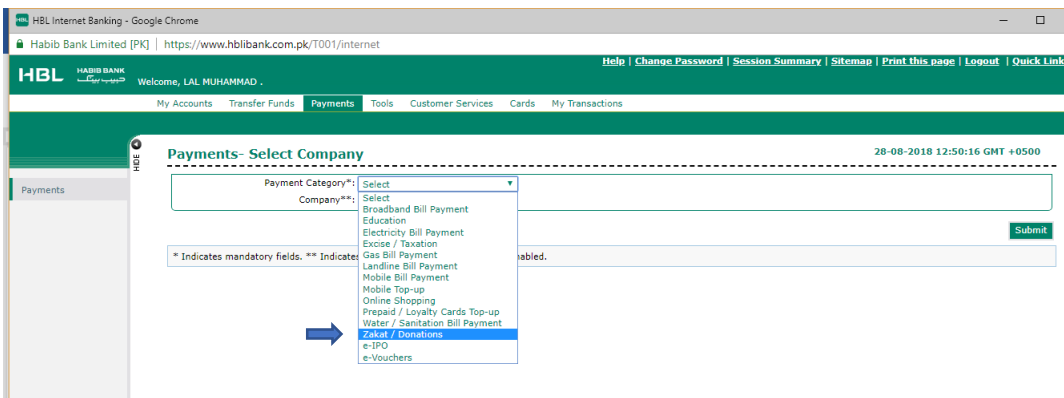 HBL Internet Banking - Google Chrome
Habib Bank Limited [PK] | https://www.hblibank.com.pk/T001/internet
Help | Change Password | Session Summary | Sitemap | Print this page | Logout | Quick Link
HBL HABIB BANK
Welcome, LAL MUHAMMAD .
My Accounts Transfer Funds Payments Tools Customer Services Cards My Transactions
HIDE
Payments- Select Company 28-08-2018 12:50:16 GMT +0500
Payments
Payment Category*: Select
Company**:
Select
Broadband Bill Payment
Education
Electricity Bill Payment
Excise / Taxation
Gas Bill Payment
Landline Bill Payment
Mobile Bill Payment
Mobile Top-up
Online Shopping
Prepaid / Loyalty Cards Top-up
Water / Sanitation Bill Payment
Zakat / Donations
e-IPO
e-Vouchers
Submit
* Indicates mandatory fields. ** Indicates